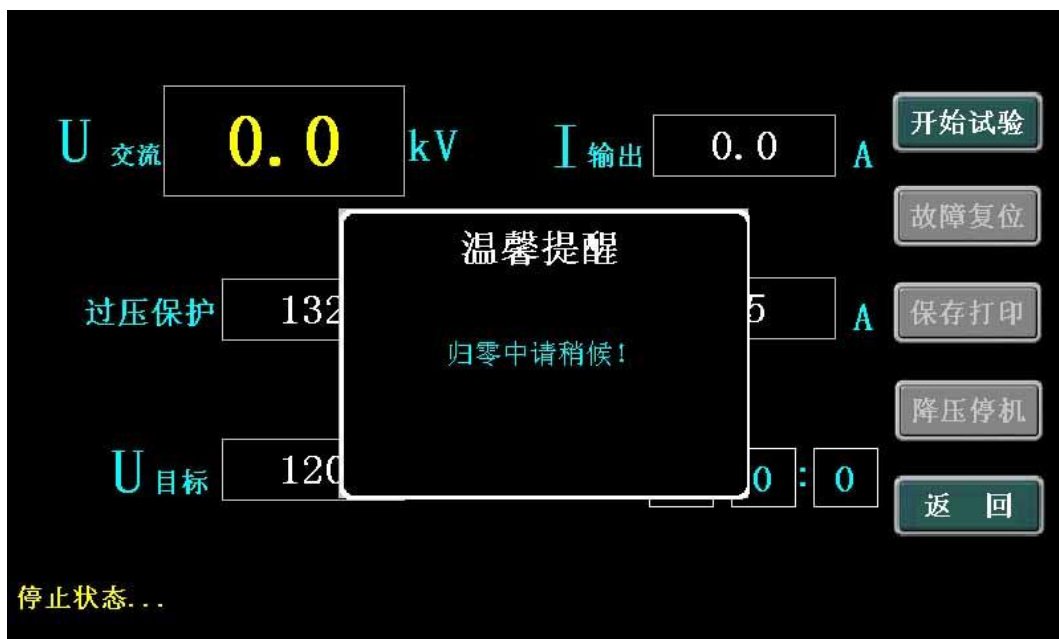 U 交流 0.0 kV I 输出 0.0 A 开始试验
故障复位
温馨提醒
过压保护 132 5 A 保存打印
归零中请稍候!
降压停机
U 目标 120 0 : 0
返 回
停止状态...